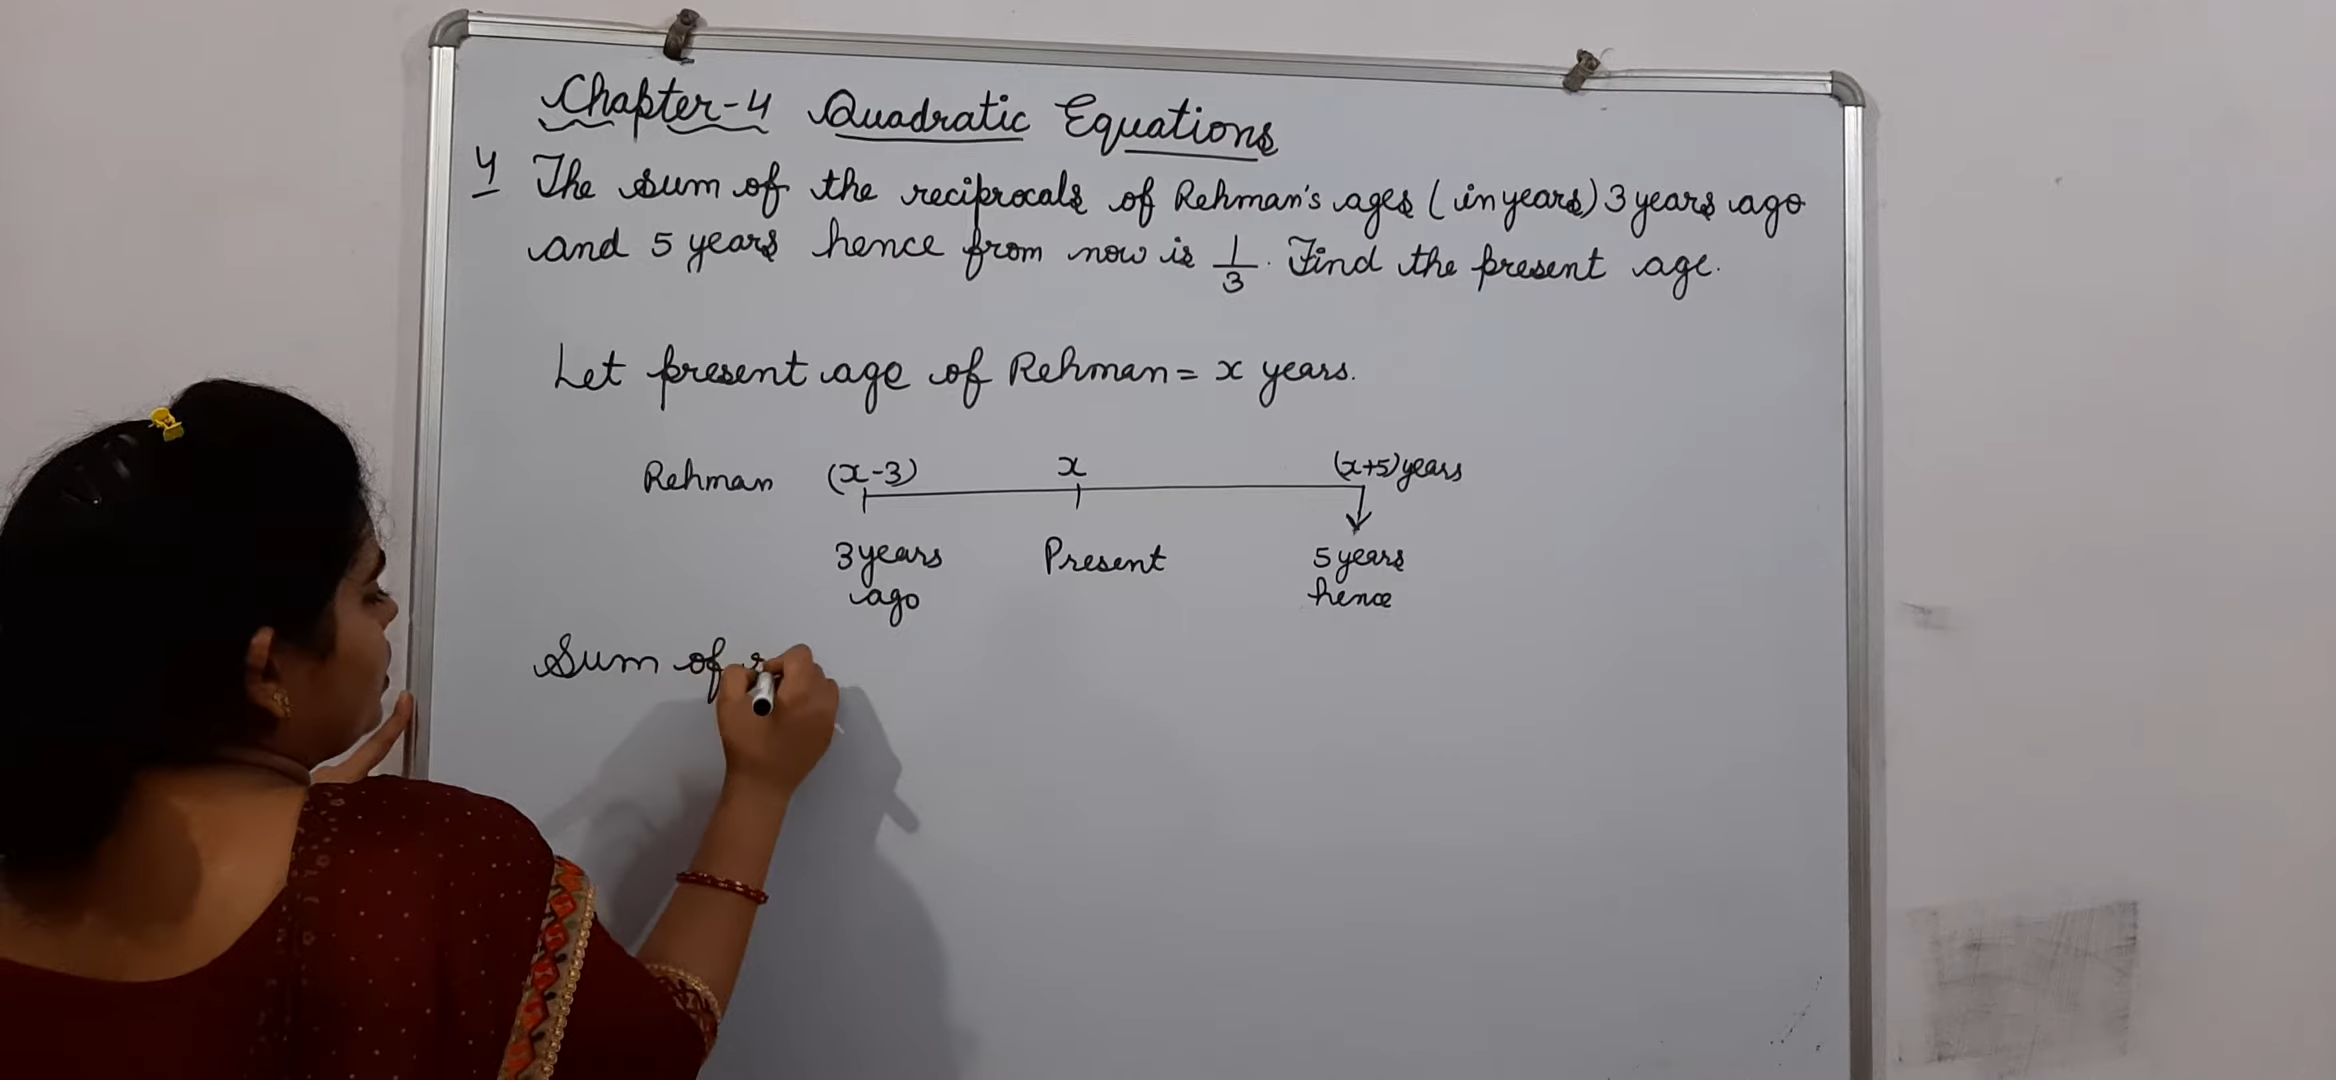 Chapter-4 Quadratic Equations
4 The sum of the reciprocals of Rehman's ages (in years) 3 years ago
and 5 years hence from now is 1/3. Find the present age.
Let present age of Rehman = x years.
Rehman (x-3) x (x+5) years
3 years Present 5 years
ago hence
Sum of